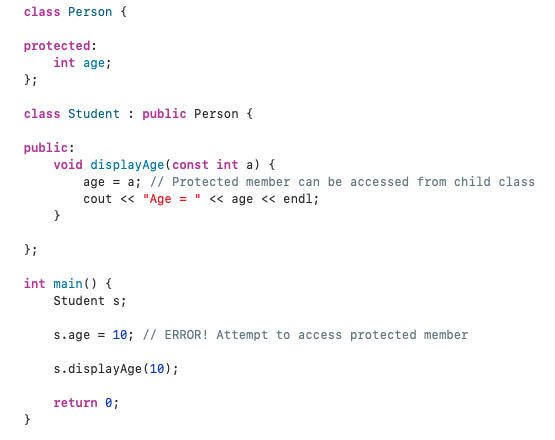 class Person {
protected:
    int age;
};
class Student : public Person {
public:
    void displayAge(const int a) {
        age = a; // Protected member can be accessed from child class
        cout << "Age = " << age << endl;
    }
};
int main() {
    Student s;
    s.age = 10; // ERROR! Attempt to access protected member
    s.displayAge(10);
    return 0;
}